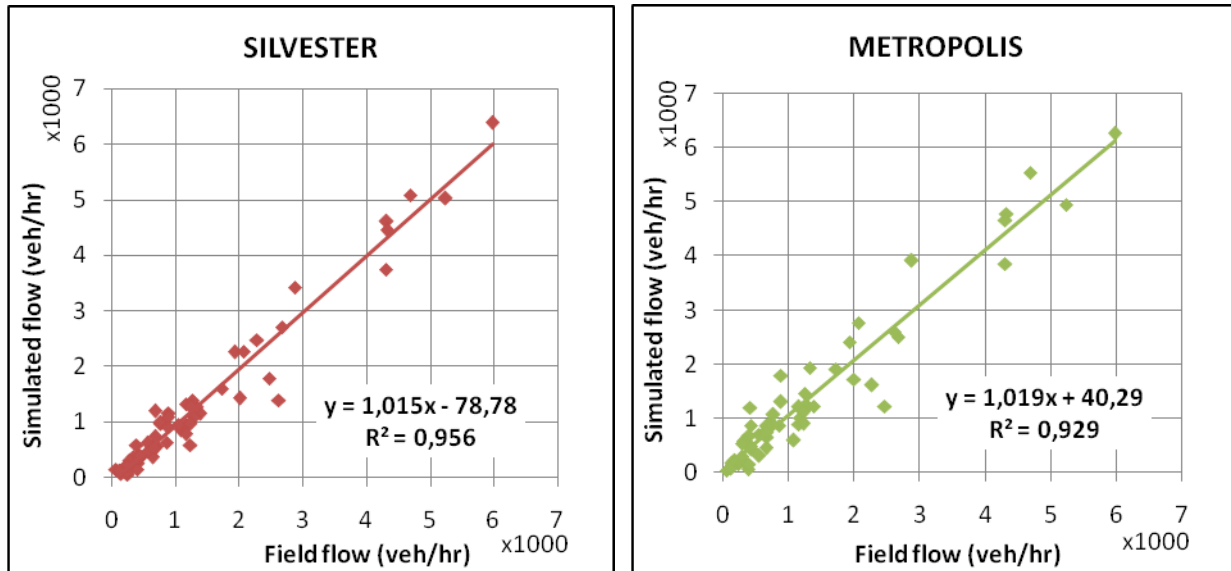 SILVESTER
x1000
Simulated flow (veh/hr)
7
6
5
4
3
2
1
0
y = 1,015x - 78,78
R² = 0,956
0 1 2 3 4 5 6 7
x1000
Field flow (veh/hr)
METROPOLIS
x1000
Simulated flow (veh/hr)
7
6
5
4
3
2
1
0
y = 1,019x + 40,29
R² = 0,929
0 1 2 3 4 5 6 7
x1000
Field flow (veh/hr)